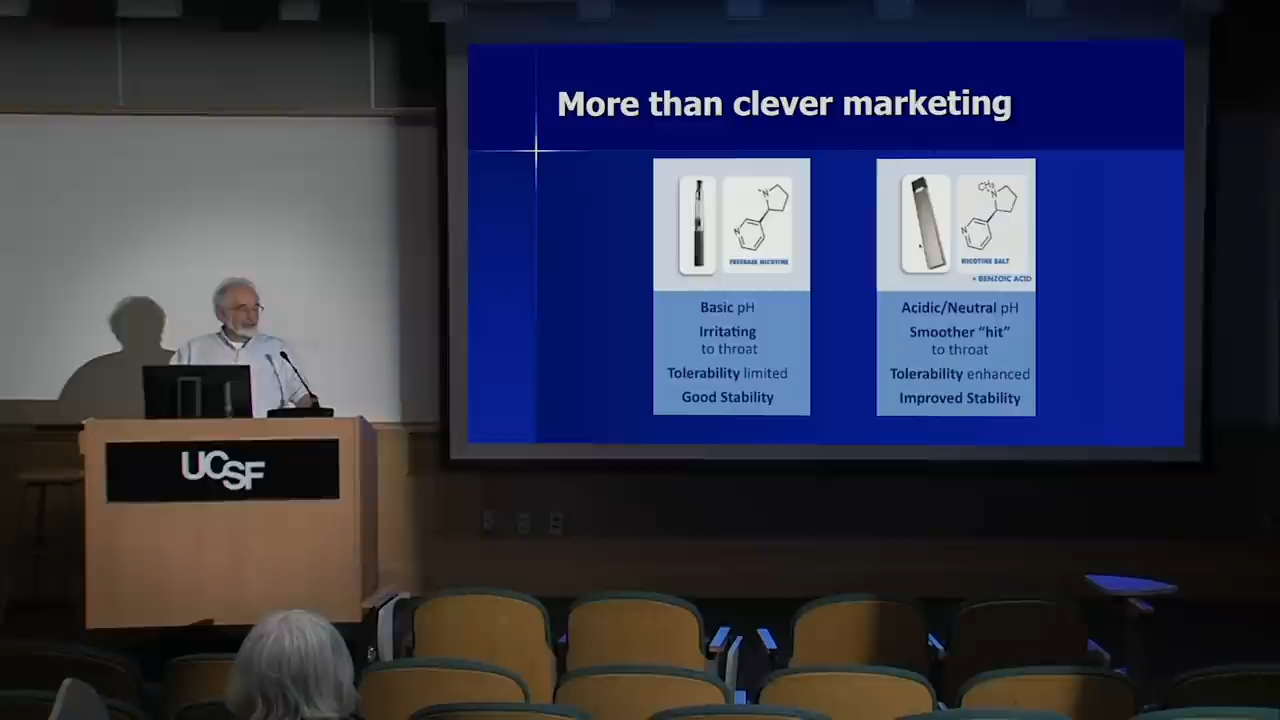 More than clever marketing
N
FREEBASE NICOTINE
Basic pH
Irritating
to throat
Tolerability limited
Good Stability
CH₃
N
N
NICOTINE SALT
+ BENZOIC ACID
Acidic/Neutral pH
Smoother “hit”
to throat
Tolerability enhanced
Improved Stability
UCSF